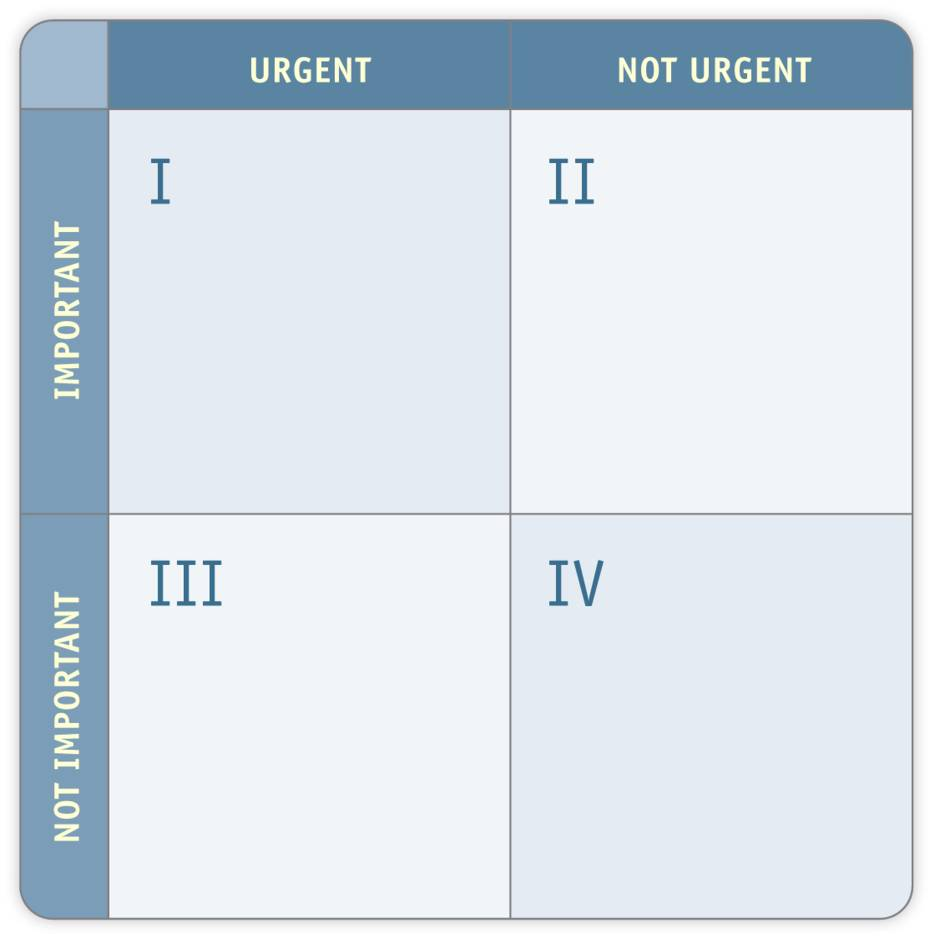 URGENT
NOT URGENT
IMPORTANT
I
II
NOT IMPORTANT
III
IV